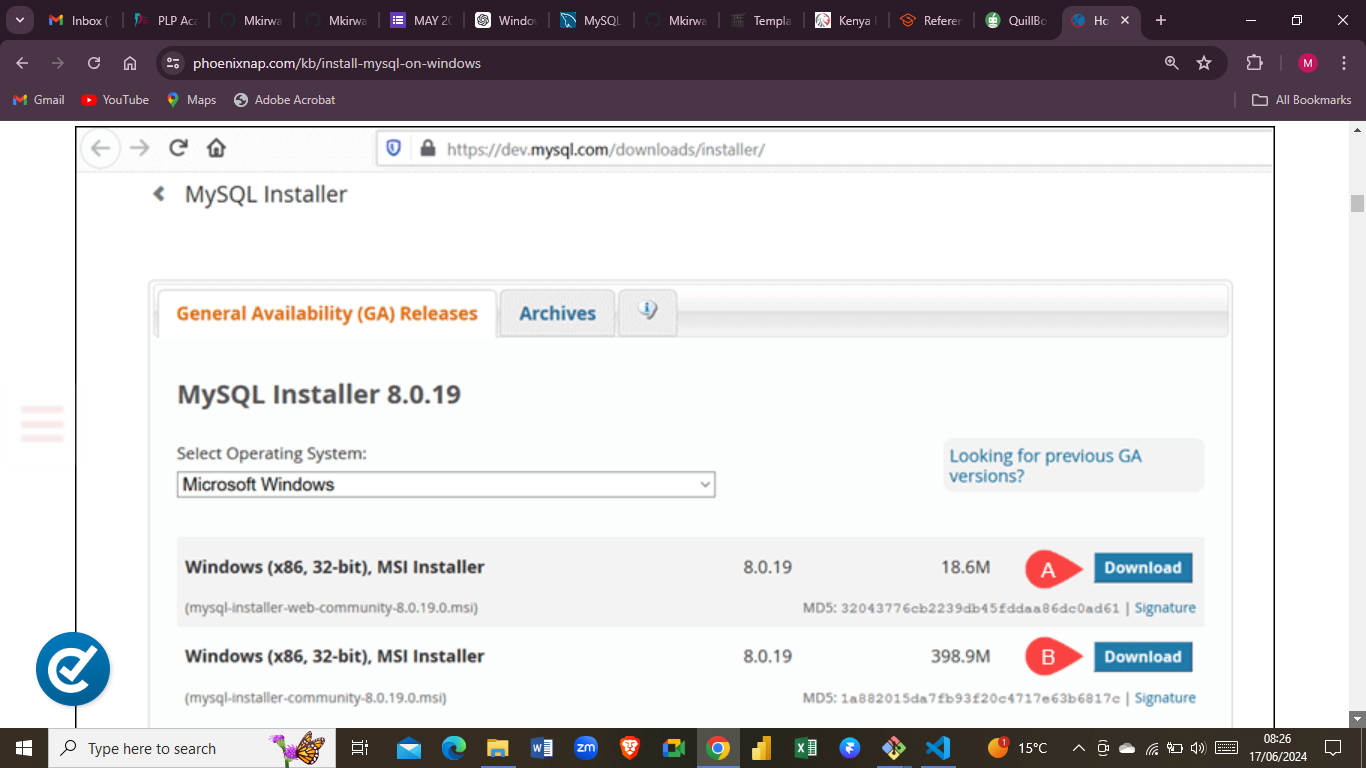 Inbox (
PLP Aca
Mkirwa
Mkirwa
MAY 20
Windov
MySQL
Mkirwa
Templa
Kenya
Referen
QuillBo
Ho
phoenixnap.com/kb/install-mysql-on-windows
M
Gmail
YouTube
Maps
Adobe Acrobat
All Bookmarks
https://dev.mysql.com/downloads/installer/
MySQL Installer
General Availability (GA) Releases
Archives
MySQL Installer 8.0.19
Select Operating System:
Microsoft Windows
Looking for previous GA
versions?
Windows (x86, 32-bit), MSI Installer 8.0.19 18.6M A Download
(mysql-installer-web-community-8.0.19.0.msi) MD5: 32043776cb2239db45fddaa86dc0ad61 | Signature
Windows (x86, 32-bit), MSI Installer 8.0.19 398.9M B Download
(mysql-installer-community-8.0.19.0.msi) MD5: 1a882015da7fb93f20c4717e63b6817c | Signature
Type here to search
zm
1
15°C
08:26
17/06/2024